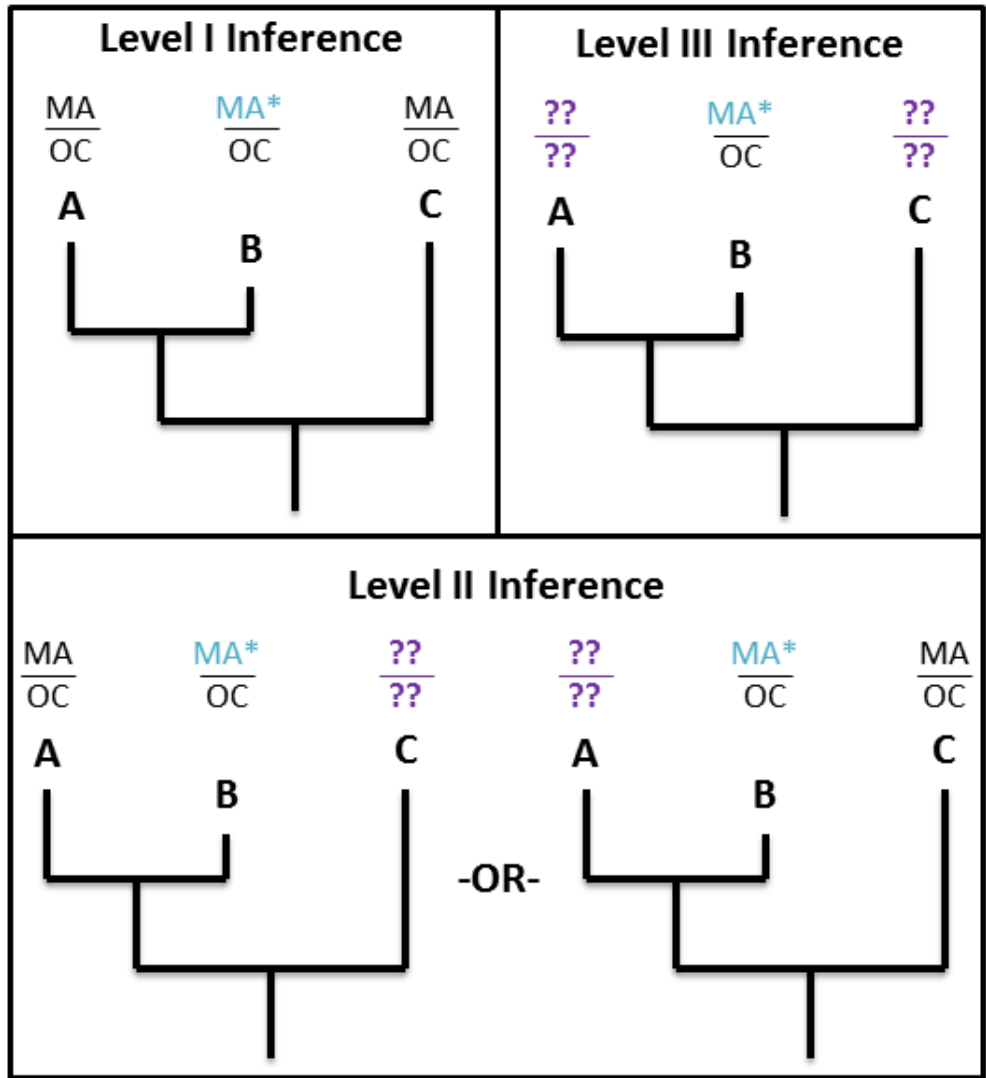 Level I Inference
MA MA* MA
OC OC OC
A C
B
Level III Inference
?? MA* ??
?? OC ??
A C
B
Level II Inference
MA MA* ??
OC OC ??
A C
B
-OR-
?? MA* MA
?? OC OC
A C
B